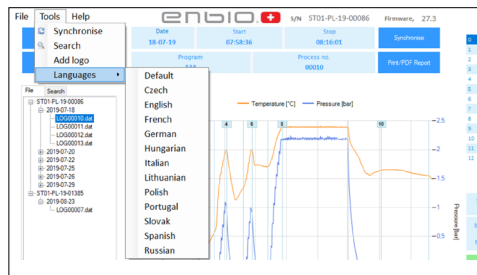 File Tools Help
enbio
S/N ST01-PL-19-00086 Firmware, 27.3
Synchronise
Search
Add logo
Languages
Default
Czech
English
French
German
Hungarian
Italian
Lithuanian
Polish
Portugal
Slovak
Spanish
Russian
Date
18-07-19
Start
07:58:36
Stop
08:16:01
Synchronise
Program
Process no.
00010
Print/PDF Report
File Search
ST01-PL-19-00086
2019-07-18
LOG00010.dat
LOG00011.dat
LOG00012.dat
LOG00013.dat
2019-07-20
2019-07-22
2019-07-25
2019-07-26
2019-07-29
ST01-PL-19-01385
2019-08-23
LOG00007.dat
Temperature [°C] Pressure [bar]
4 6 8 10
2.5
2
1.5
1
0.5
Pressure [bar]
0
1
2
3
4
5
6
7
8
9
10
11
12